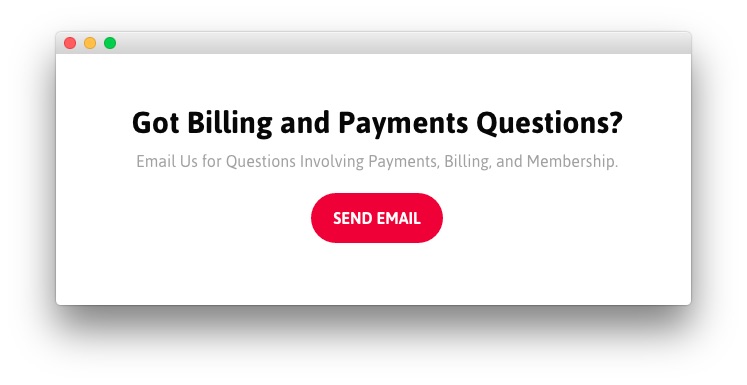 Got Billing and Payments Questions?
Email Us for Questions Involving Payments, Billing, and Membership.
SEND EMAIL